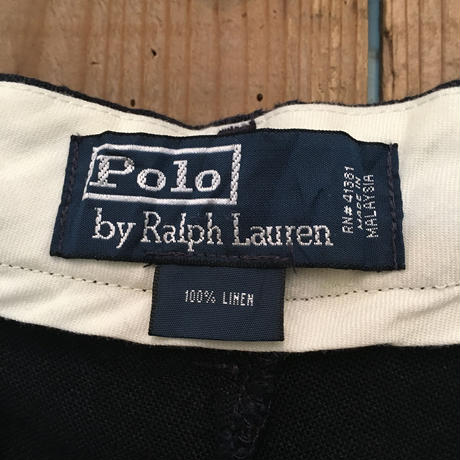 Polo
by Ralph Lauren
RN# 41381
MADE IN
MALAYSIA
100% LINEN